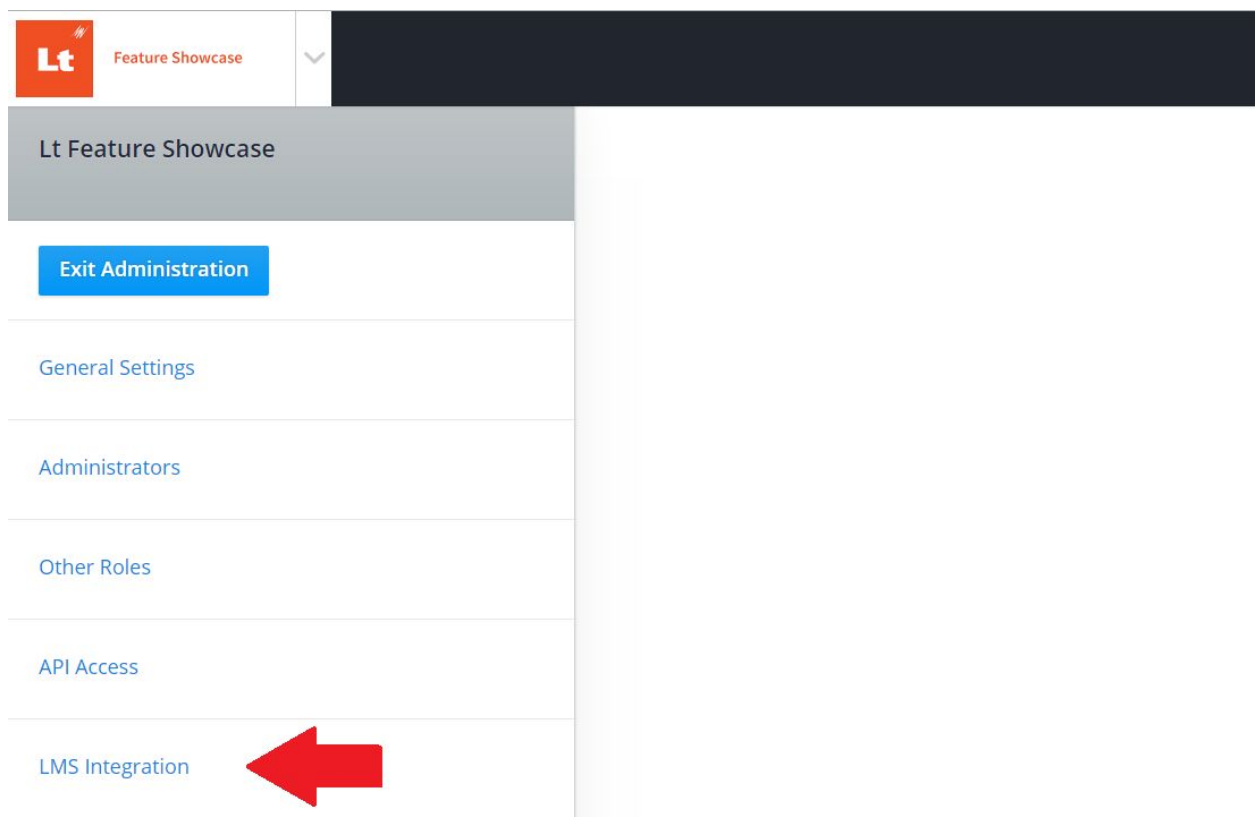 Lt
Feature Showcase
Lt Feature Showcase
Exit Administration
General Settings
Administrators
Other Roles
API Access
LMS Integration